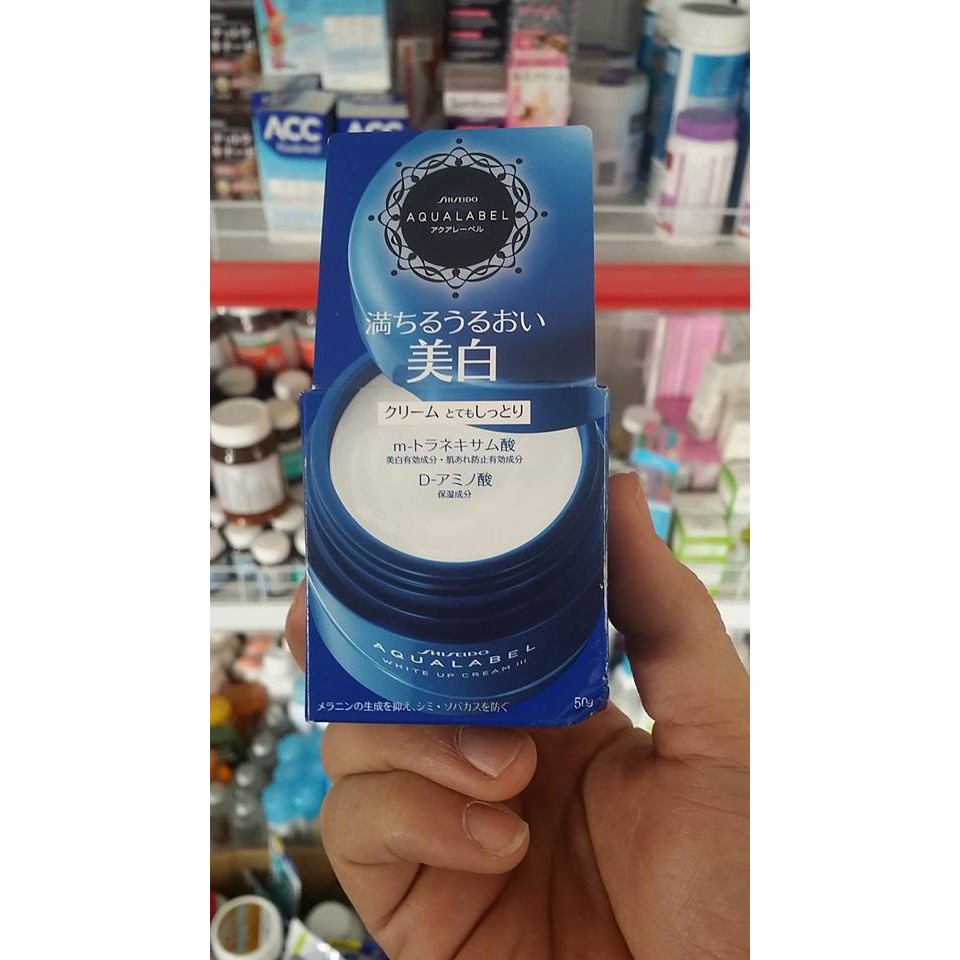 ACC
ACC
SHISEIDO
AQUALABEL
アクアレーベル
満ちるうるおい
美白
クリーム とてもしっとり
m-トラネキサム酸
美白有効成分・肌あれ防止有効成分
D-アミノ酸
保湿成分
SHISEIDO
AQUALABEL
WHITE UP CREAM III
メラニンの生成を抑え、シミ・ソバカスを防ぐ
50g